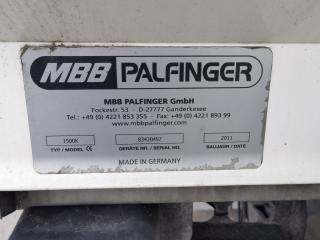 MBB PALFINGER
MBB PALFINGER GmbH
Fockestr. 53 - D-27777 Ganderkesee
Tel.: +49 (0) 4221 853 355 - Fax: +49 (0) 4221 893 99
www.mbbpalfinger.com
1500K 83420457 2011
TYP / MODEL CE GERÄTE NR. / SERIAL NO. BAUJAHR / DATE
MADE IN GERMANY